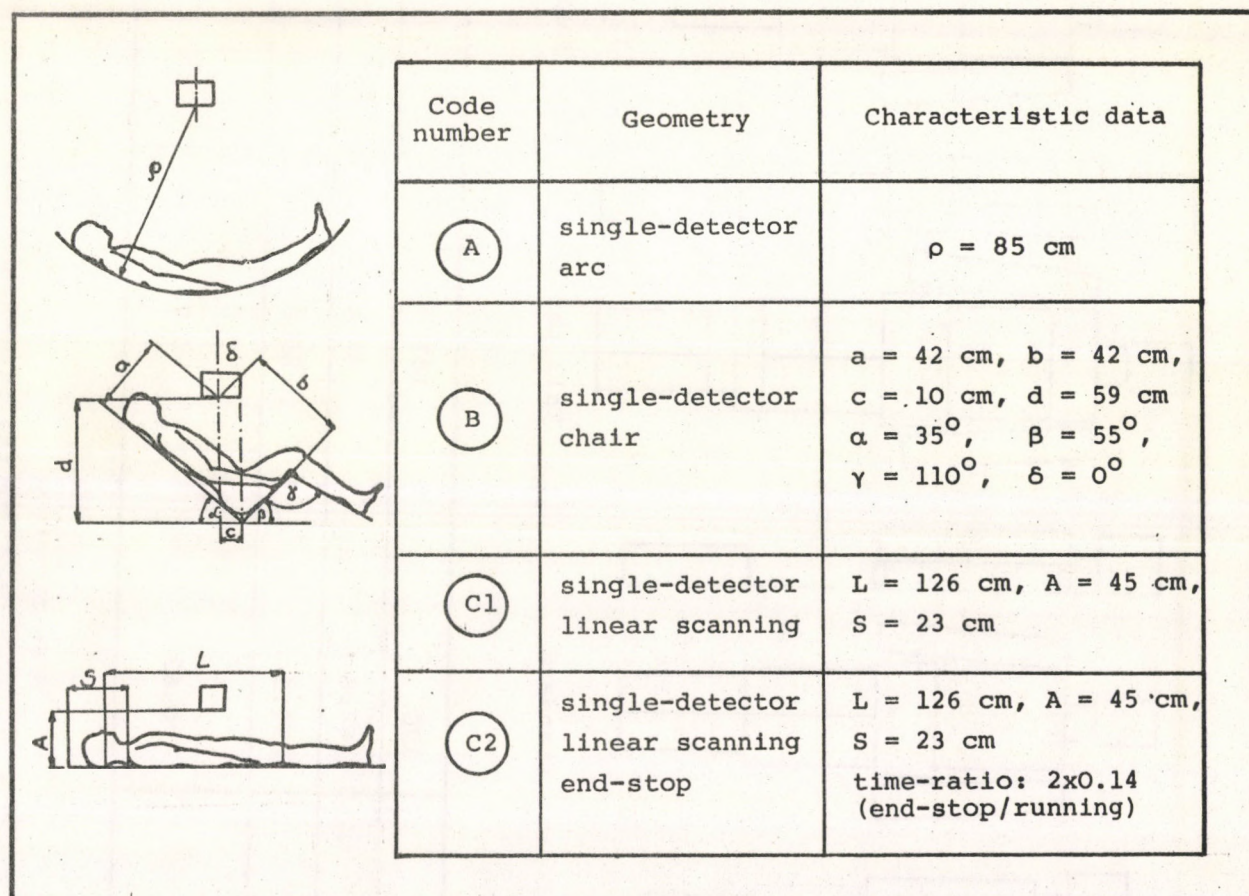 ρ
Code number
Geometry
Characteristic data
A
single-detector
arc
ρ = 85 cm
a
δ
b
d
α
β
γ
c
B
single-detector
chair
a = 42 cm, b = 42 cm,
c = 10 cm, d = 59 cm
α = 35°, β = 55°,
γ = 110°, δ = 0°
C1
single-detector
linear scanning
L = 126 cm, A = 45 cm,
S = 23 cm
S
L
A
C2
single-detector
linear scanning
end-stop
L = 126 cm, A = 45 cm,
S = 23 cm
time-ratio: 2x0.14
(end-stop/running)